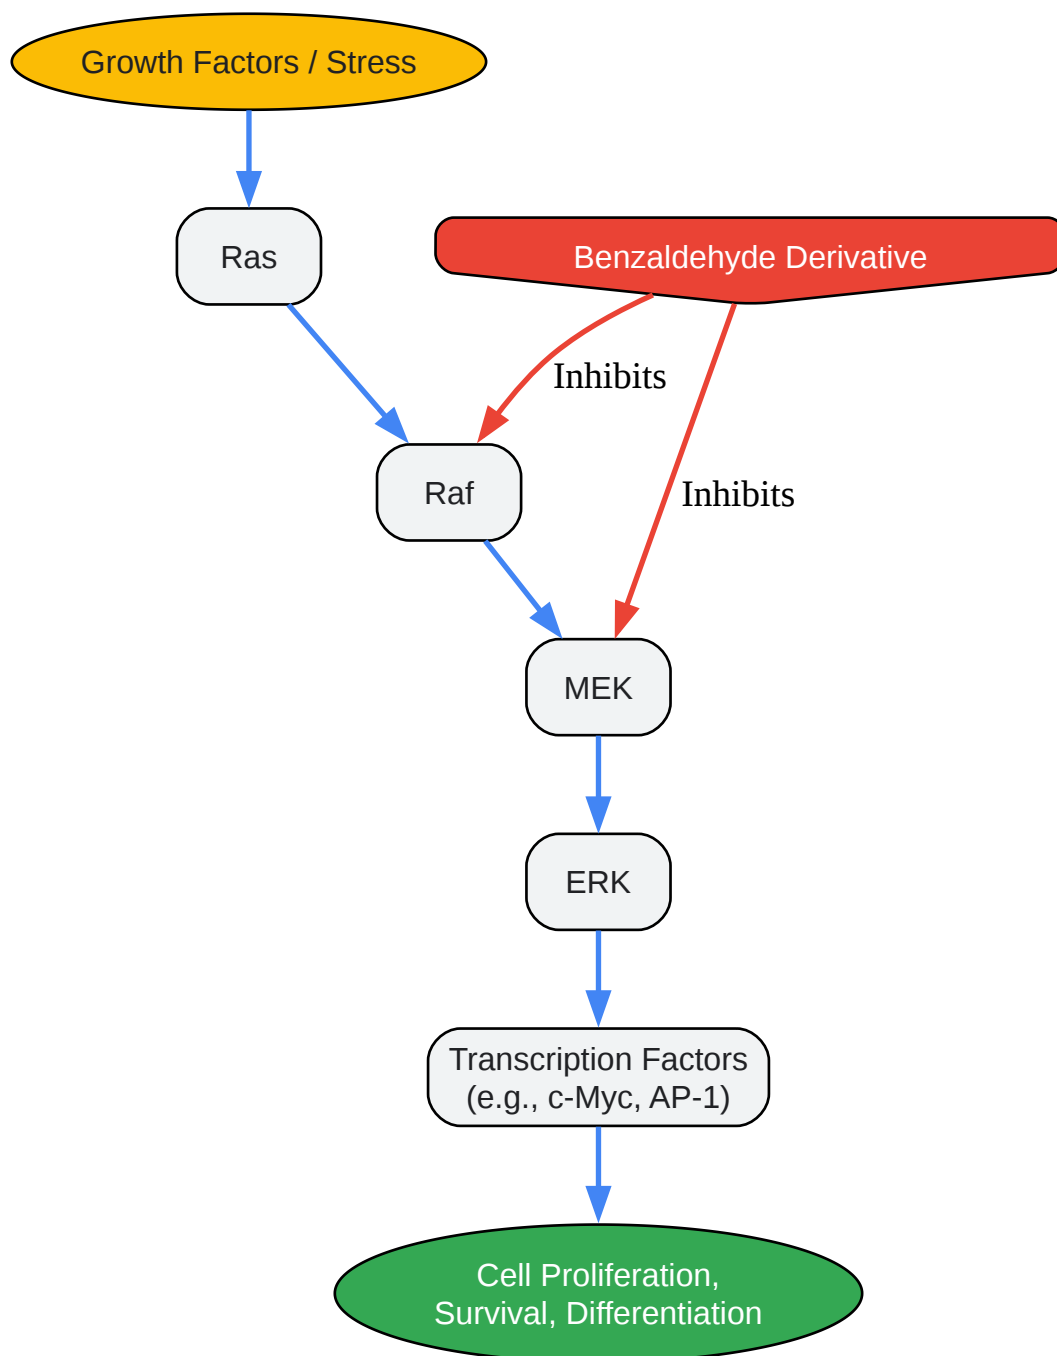 Growth Factors / Stress
Ras
Benzaldehyde Derivative
Inhibits
Raf
Inhibits
MEK
ERK
Transcription Factors
(e.g., c-Myc, AP-1)
Cell Proliferation,
Survival, Differentiation